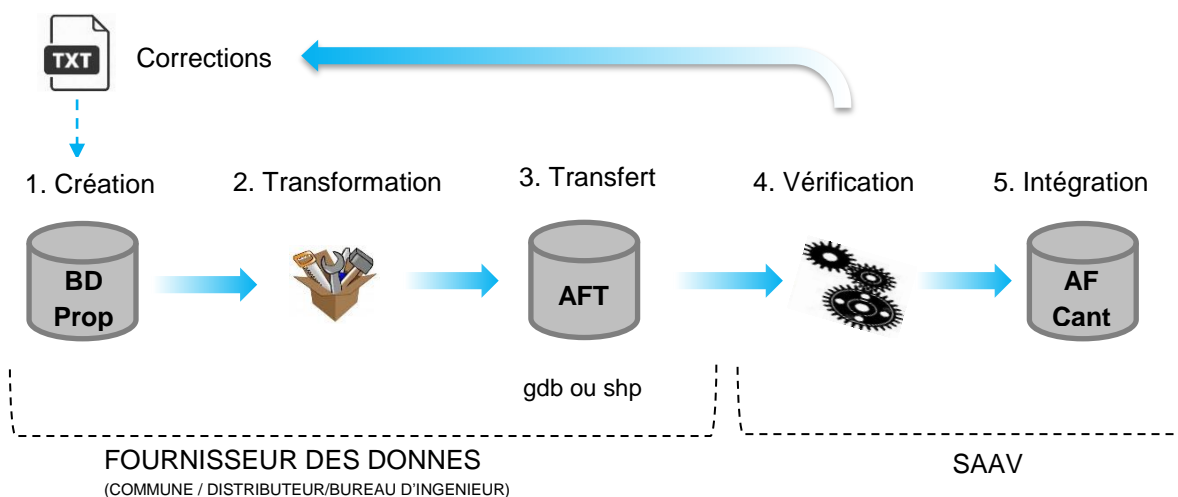 TXT
Corrections
1. Création
2. Transformation
3. Transfert
4. Vérification
5. Intégration
BD
Prop
AFT
AF
Cant
gdb ou shp
FOURNISSEUR DES DONNES
(COMMUNE / DISTRIBUTEUR/BUREAU D'INGENIEUR)
SAAV